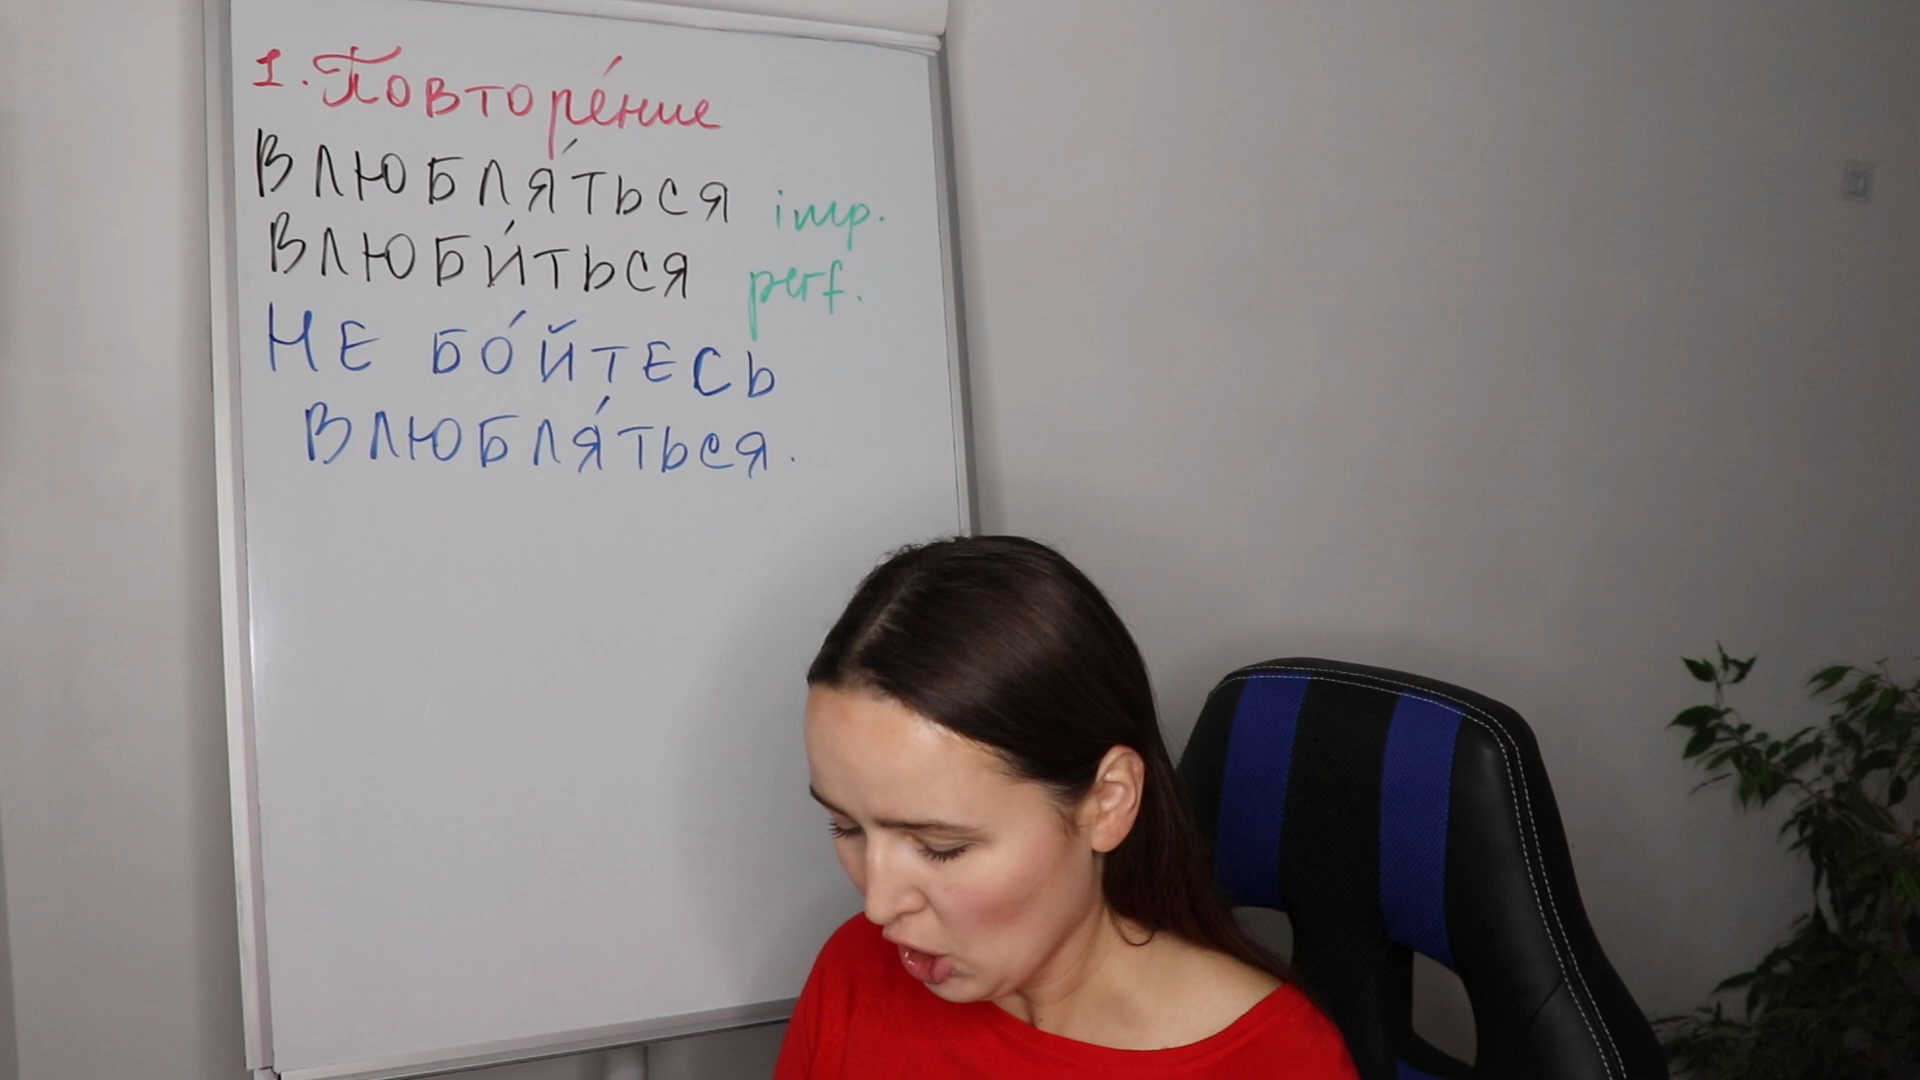 1. Повторе́ние
ВЛЮБЛЯ́ТЬСЯ imp.
ВЛЮБИ́ТЬСЯ perf.
НЕ БО́ЙТЕСЬ
ВЛЮБЛЯ́ТЬСЯ.